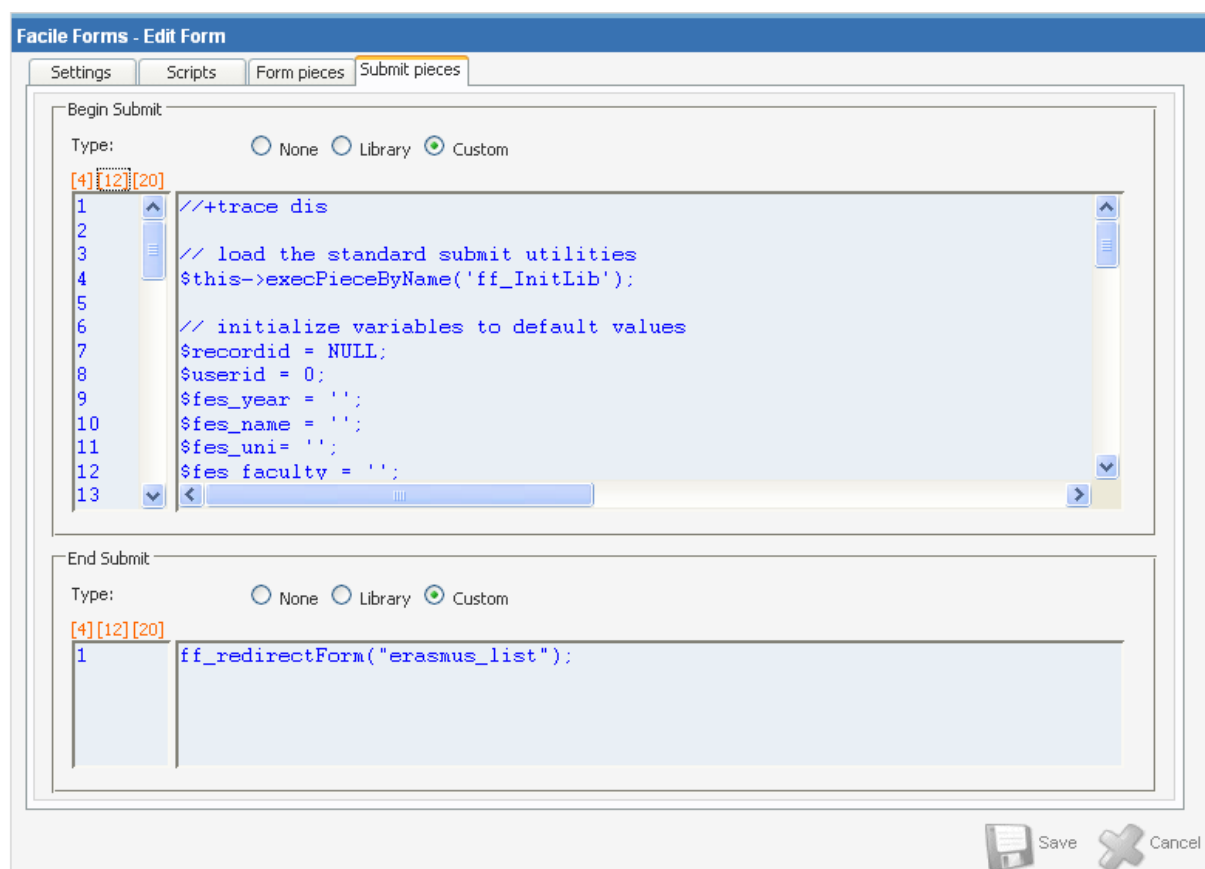 Facile Forms - Edit Form
Settings Scripts Form pieces Submit pieces
Begin Submit
Type: None Library Custom
[4][12][20]
1 //+trace dis
2
3 // load the standard submit utilities
4 $this->execPieceByName('ff_InitLib');
5
6 // initialize variables to default values
7 $recordid = NULL;
8 $userid = 0;
9 $fes_year = '';
10 $fes_name = '';
11 $fes_uni= '';
12 $fes_faculty = '';
13
End Submit
Type: None Library Custom
[4][12][20]
1 ff_redirectForm("erasmus_list");
Save Cancel